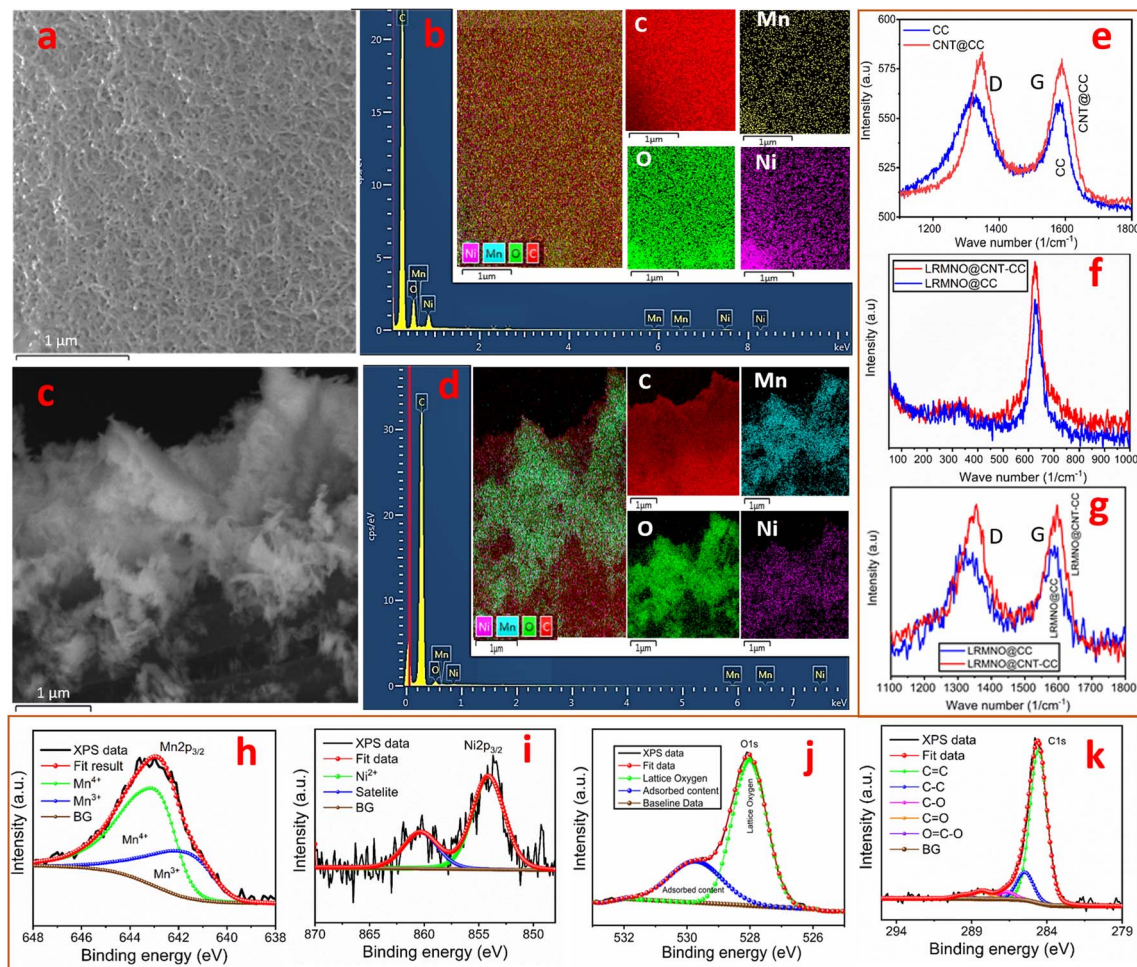 a
1 µm
b
C
20
15
10
5
0
cps/eV
O
Mn
Ni
Mn
Mn
Ni
Ni
2
4
6
8
keV
Ni Mn O C
1µm
C
1µm
Mn
1µm
O
1µm
Ni
1µm
c
1 µm
d
C
30
20
10
0
cps/eV
O
Mn
Ni
Mn
Mn
Ni
0
1
2
3
4
5
6
7
keV
Ni Mn O C
1µm
C
1µm
Mn
1µm
O
1µm
Ni
1µm
e
CC
CNT@CC
D
G
CNT@CC
CC
600
575
550
525
500
Intensity (a.u)
1200 1400 1600 1800
Wave number (1/cm⁻¹)
f
LRMNO@CNT-CC
LRMNO@CC
Intensity (a.u)
100 200 300 400 500 600 700 800 900 1000
Wave number (1/cm⁻¹)
g
D
G
LRMNO@CNT-CC
LRMNO@CC
LRMNO@CC
LRMNO@CNT-CC
Intensity (a.u)
1100 1200 1300 1400 1500 1600 1700 1800
Wave number (1/cm⁻¹)
h
Mn2p3/2
XPS data
Fit result
Mn⁴⁺
Mn³⁺
BG
Mn⁴⁺
Mn³⁺
Intensity (a.u.)
648 646 644 642 640 638
Binding energy (eV)
i
Ni2p3/2
XPS data
Fit data
Ni²⁺
Satelite
BG
Intensity (a.u.)
870 865 860 855 850
Binding energy (eV)
j
O1s
XPS data
Fit data
Lattice Oxygen
Adsorbed content
Baseline Data
Lattice Oxygen
Adsorbed content
Intensity (a.u.)
532 530 528 526
Binding energy (eV)
k
C1s
XPS data
Fit data
C=C
C-C
C-O
C=O
O=C-O
BG
Intensity (a.u.)
294 289 284 279
Binding energy (eV)